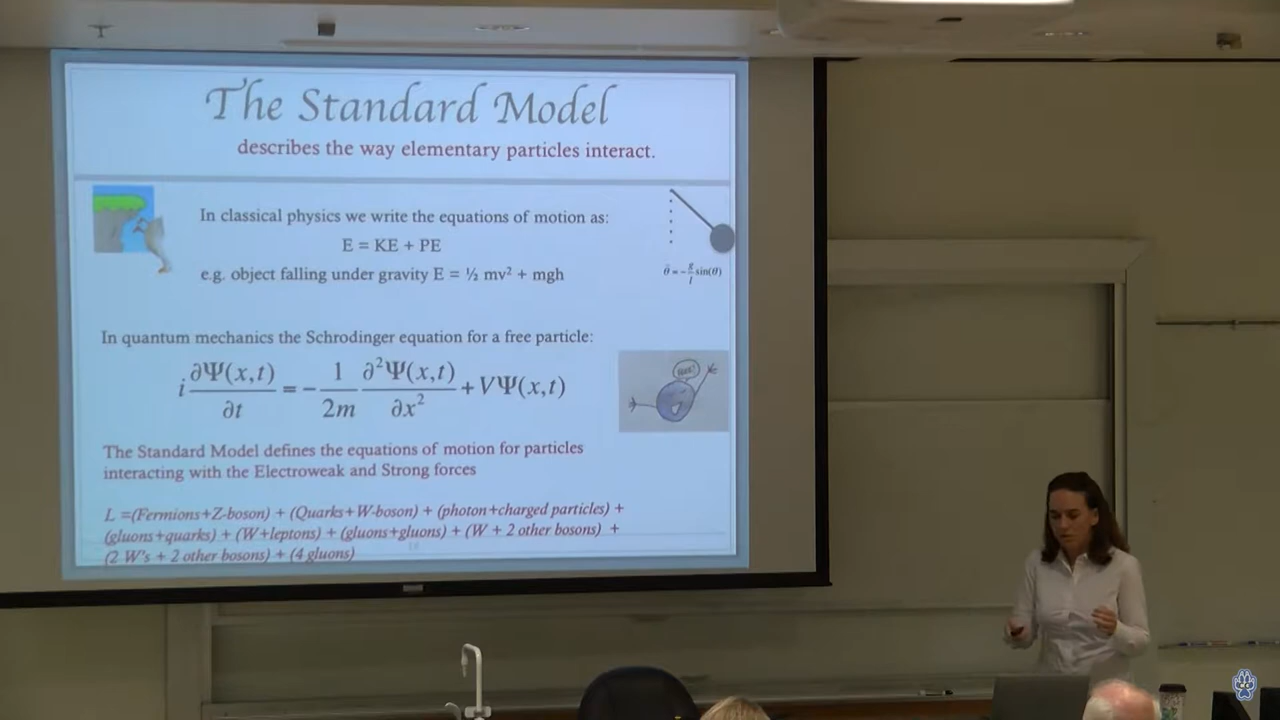 The Standard Model
describes the way elementary particles interact.
In classical physics we write the equations of motion as:
E = KE + PE
e.g. object falling under gravity E = ½ mv² + mgh
θ̈ = -g/l sin(θ)
In quantum mechanics the Schrodinger equation for a free particle:
i ∂Ψ(x,t)/∂t = - 1/2m ∂²Ψ(x,t)/∂x² + VΨ(x,t)
The Standard Model defines the equations of motion for particles
interacting with the Electroweak and Strong forces
L =(Fermions+Z-boson) + (Quarks+W-boson) + (photon+charged particles) +
(gluons+quarks) + (W+leptons) + (gluons+gluons) + (W + 2 other bosons) +
(2 W's + 2 other bosons) + (4 gluons)